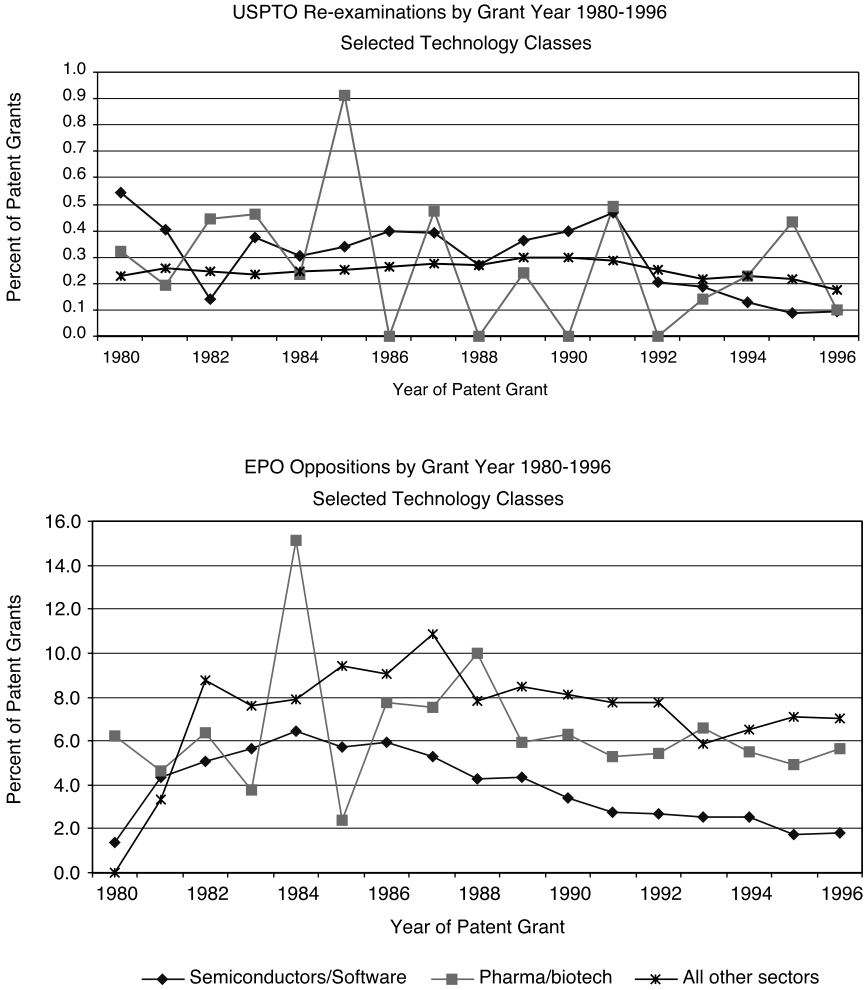 USPTO Re-examinations by Grant Year 1980-1996
Selected Technology Classes
Percent of Patent Grants
1.0
0.9
0.8
0.7
0.6
0.5
0.4
0.3
0.2
0.1
0.0
1980 1982 1984 1986 1988 1990 1992 1994 1996
Year of Patent Grant
EPO Oppositions by Grant Year 1980-1996
Selected Technology Classes
Percent of Patent Grants
16.0
14.0
12.0
10.0
8.0
6.0
4.0
2.0
0.0
1980 1982 1984 1986 1988 1990 1992 1994 1996
Year of Patent Grant
Semiconductors/Software Pharma/biotech All other sectors